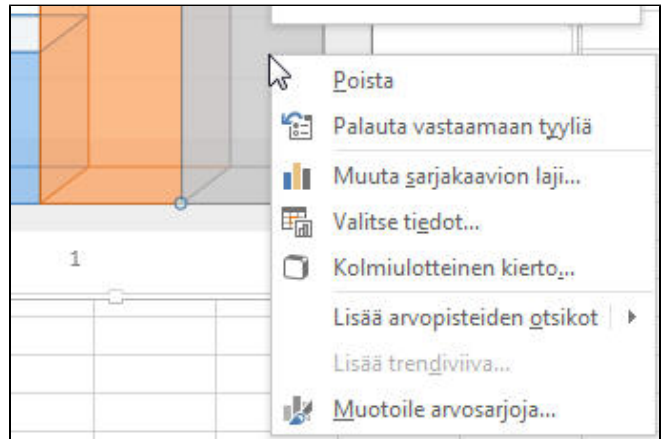 Poista
Palauta vastaamaan tyyliä
Muuta sarjakaavion laji...
Valitse tiedot...
1
Kolmiulotteinen kierto...
Lisää arvopisteiden otsikot
Lisää trendiviiva...
Muotoile arvosarjoja...